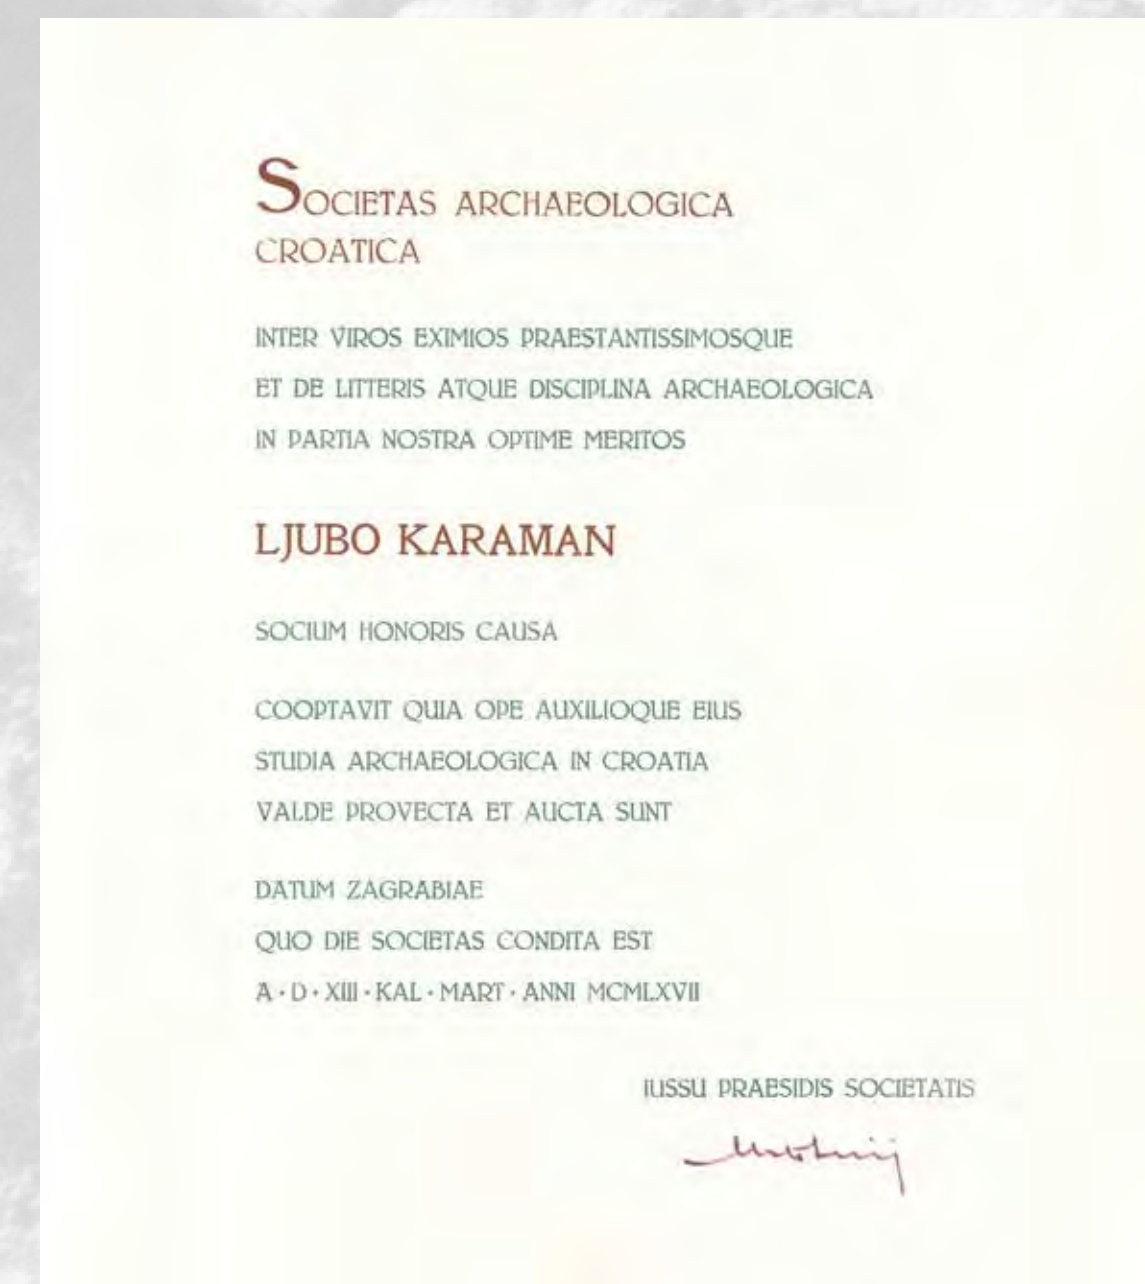 SOCIETAS ARCHAEOLOGICA
CROATICA
INTER VIROS EXIMIOS PRAESTANTISSIMOSQUE
ET DE LITTERIS ATQUE DISCIPLINA ARCHAEOLOGICA
IN PARTIA NOSTRA OPTIME MERITOS
LJUBO KARAMAN
SOCIUM HONORIS CAUSA
COOPTAVIT QUIA OPE AUXILIOQUE EIUS
STUDIA ARCHAEOLOGICA IN CROATIA
VALDE PROVECTA ET AUCTA SUNT
DATUM ZAGRABIAE
QUO DIE SOCIETAS CONDITA EST
A · D · XIII · KAL · MART · ANNI MCMLXVII
IUSSU PRAESIDIS SOCIETATIS